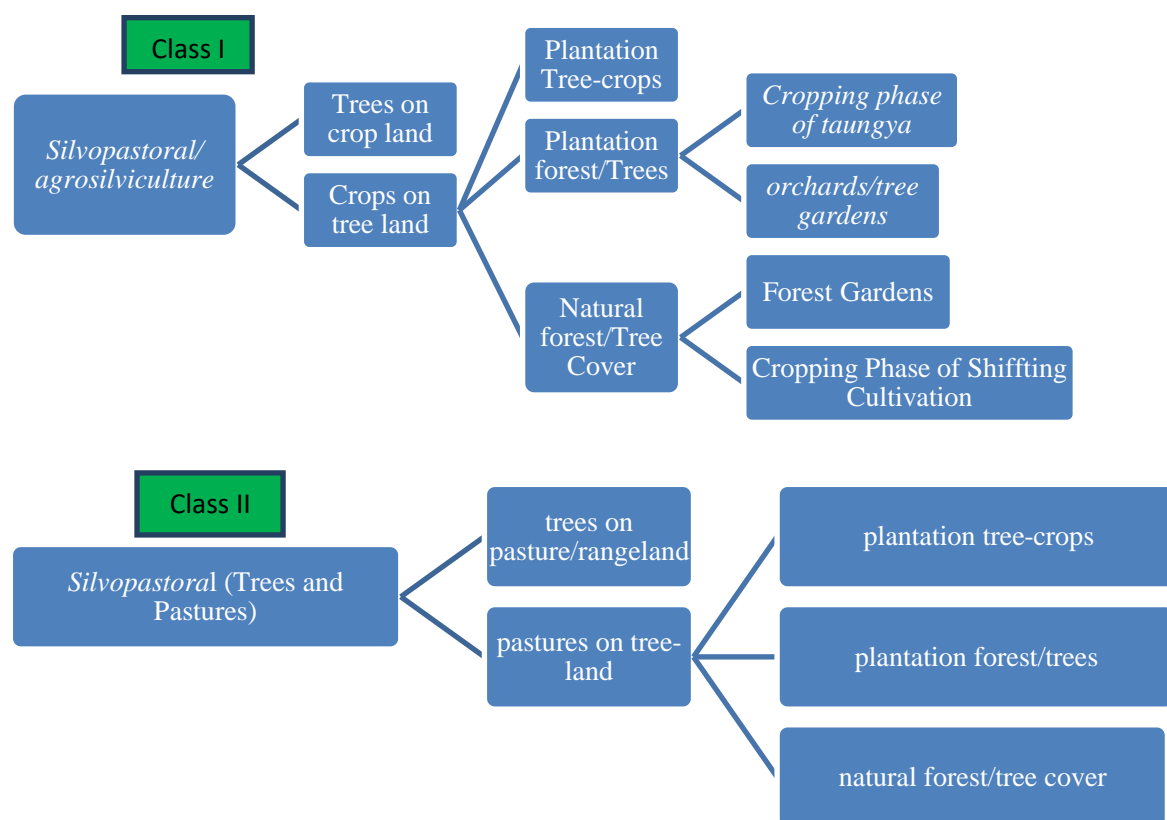 Class I
Silvopastoral/
agrosilviculture
Trees on
crop land
Crops on
tree land
Plantation
Tree-crops
Plantation
forest/Trees
Natural
forest/Tree
Cover
Cropping phase
of taungya
orchards/tree
gardens
Forest Gardens
Cropping Phase of Shiffting
Cultivation
Class II
Silvopastoral (Trees and
Pastures)
trees on
pasture/rangeland
pastures on tree-
land
plantation tree-crops
plantation forest/trees
natural forest/tree cover